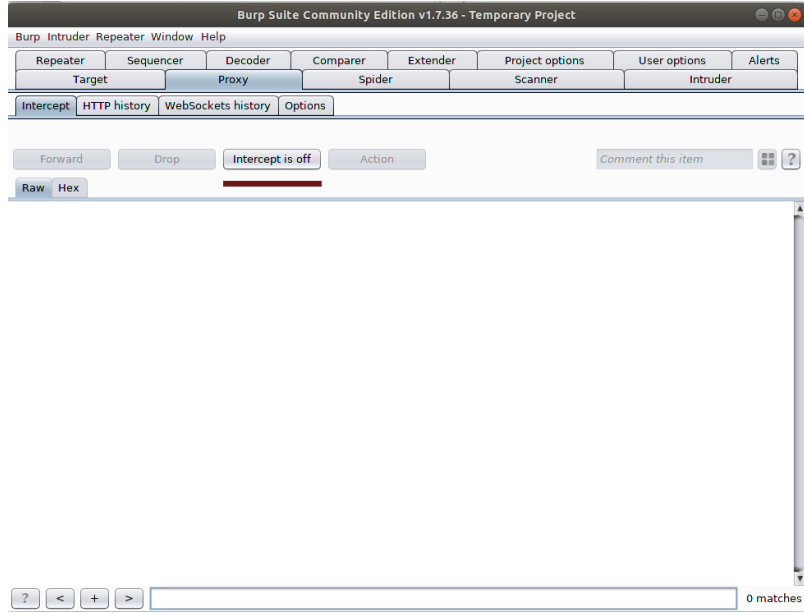 Burp Suite Community Edition v1.7.36 - Temporary Project
Burp Intruder Repeater Window Help
Repeater Sequencer Decoder Comparer Extender Project options User options Alerts
Target Proxy Spider Scanner Intruder
Intercept HTTP history WebSockets history Options
Forward Drop Intercept is off Action Comment this item ?
Raw Hex
? < + > 0 matches